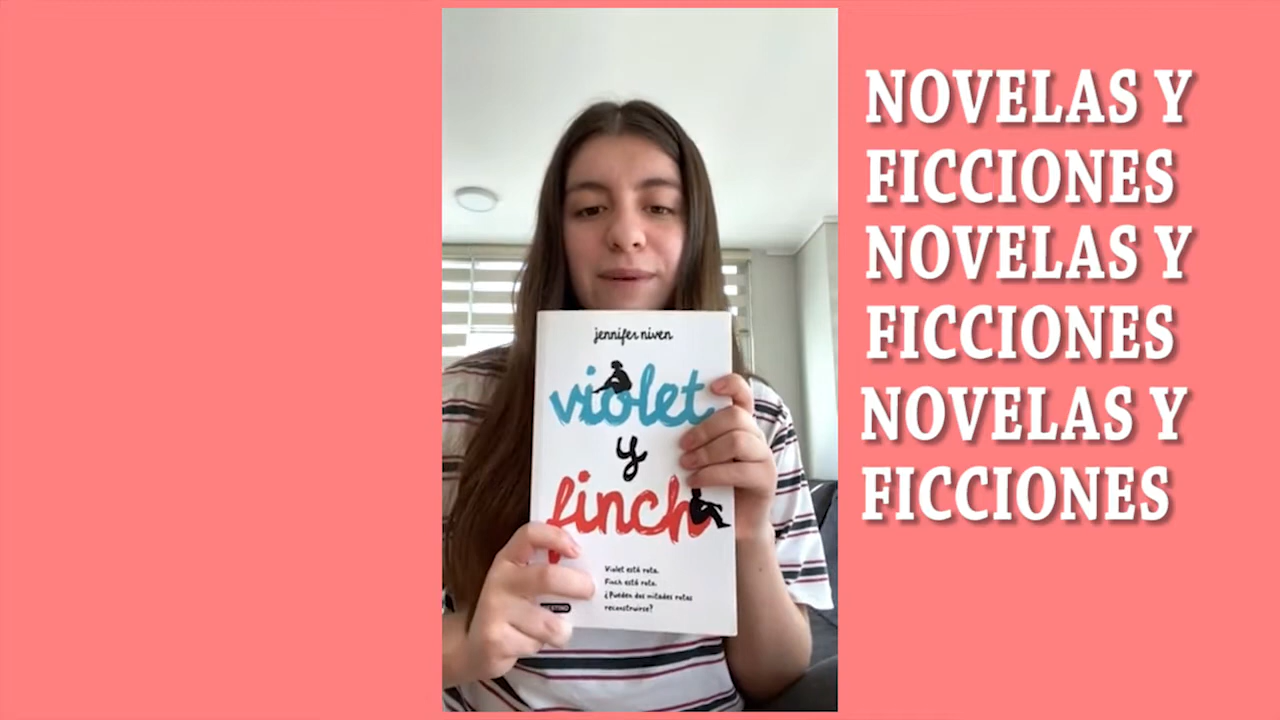 jennifer niven
violet
y
finch
Violet está rota.
Finch está roto.
¿Pueden dos mitades rotas
reconstruirse?
NOVELAS Y
FICCIONES
NOVELAS Y
FICCIONES
NOVELAS Y
FICCIONES